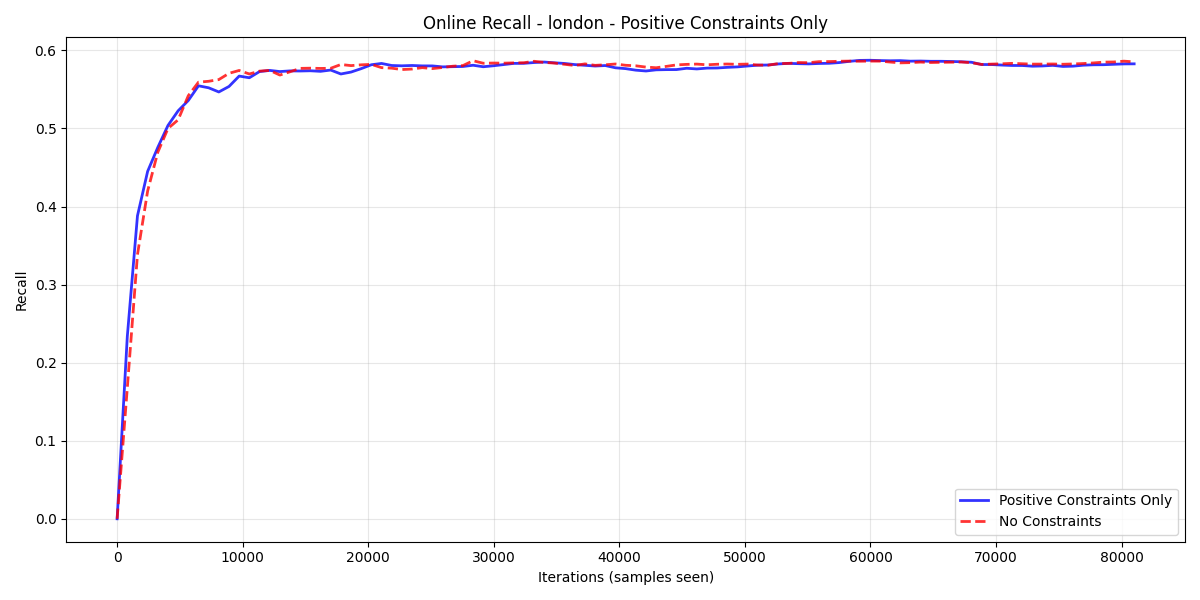 Online Recall - london - Positive Constraints Only
0.6
0.5
0.4
0.3
0.2
0.1
0.0
Recall
0 10000 20000 30000 40000 50000 60000 70000 80000
Iterations (samples seen)
Positive Constraints Only
No Constraints